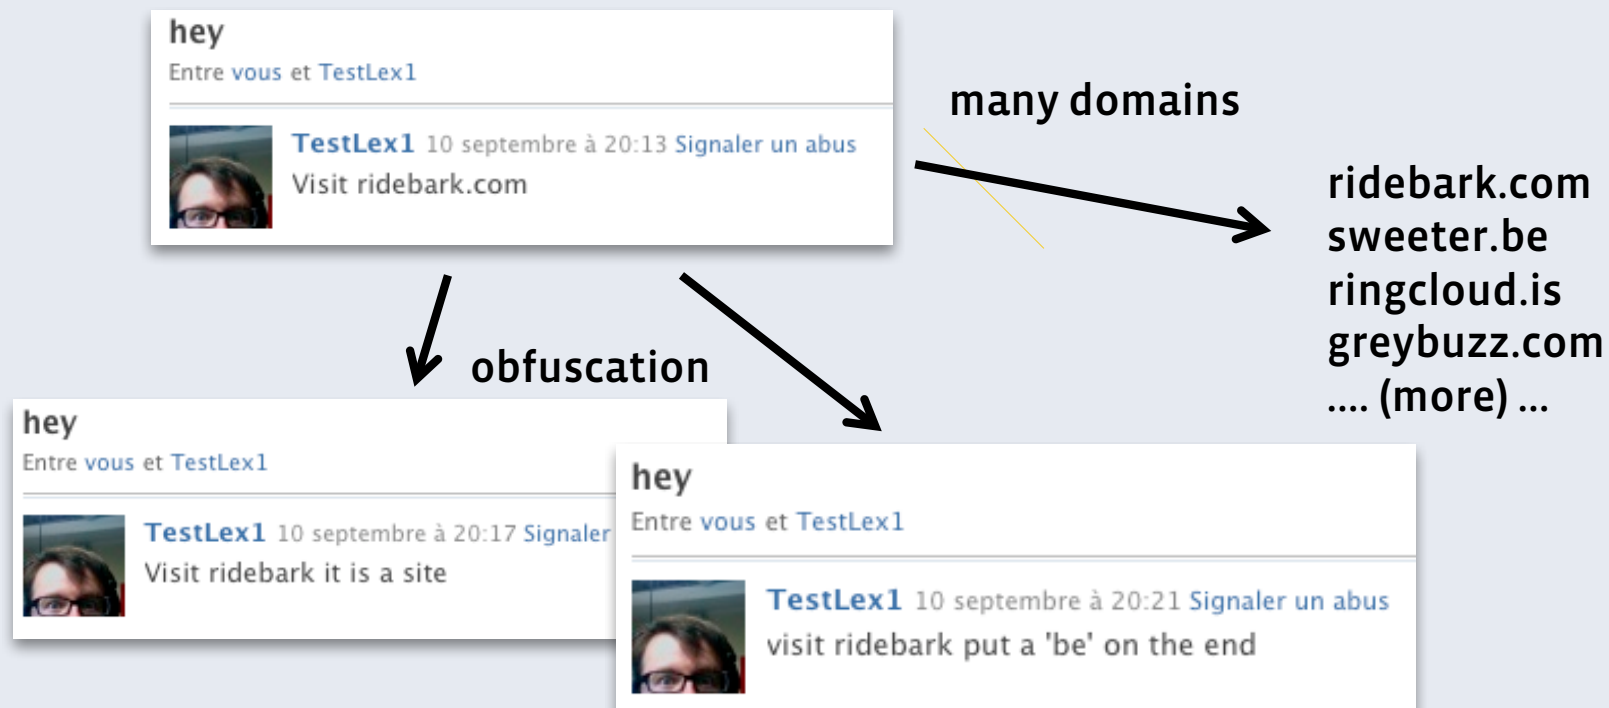 hey
Entre vous et TestLex1
TestLex1 10 septembre à 20:13 Signaler un abus
Visit ridebark.com
many domains
ridebark.com
sweeter.be
ringcloud.is
greybuzz.com
.... (more) ...
obfuscation
hey
Entre vous et TestLex1
TestLex1 10 septembre à 20:17 Signaler
Visit ridebark it is a site
hey
Entre vous et TestLex1
TestLex1 10 septembre à 20:21 Signaler un abus
visit ridebark put a 'be' on the end